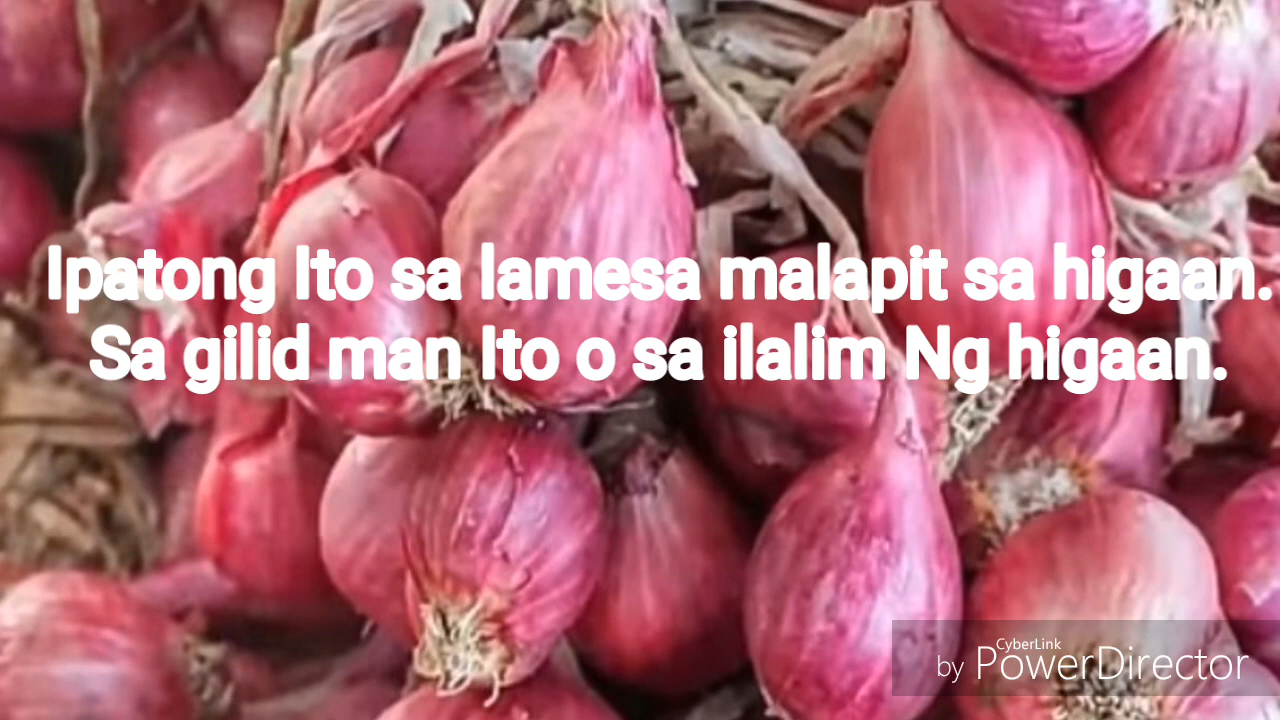 Ipatong Ito sa lamesa malapit sa higaan.
Sa gilid man Ito o sa ilalim Ng higaan.
CyberLink
by PowerDirector